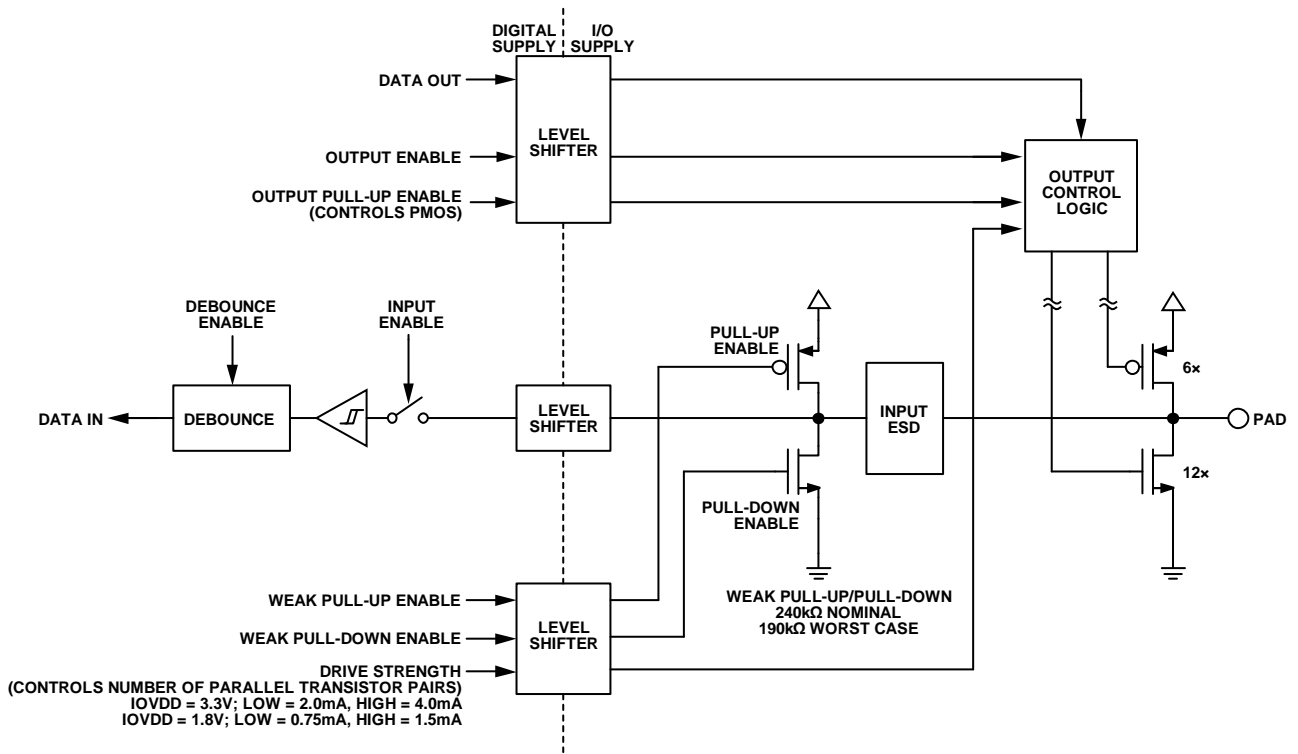 DIGITAL
SUPPLY
I/O
SUPPLY
DATA OUT
OUTPUT ENABLE
OUTPUT PULL-UP ENABLE
(CONTROLS PMOS)
LEVEL
SHIFTER
OUTPUT
CONTROL
LOGIC
DEBOUNCE
ENABLE
INPUT
ENABLE
PULL-UP
ENABLE
6×
DATA IN
DEBOUNCE
LEVEL
SHIFTER
INPUT
ESD
PAD
12×
PULL-DOWN
ENABLE
WEAK PULL-UP/PULL-DOWN
240kΩ NOMINAL
190kΩ WORST CASE
WEAK PULL-UP ENABLE
WEAK PULL-DOWN ENABLE
LEVEL
SHIFTER
DRIVE STRENGTH
(CONTROLS NUMBER OF PARALLEL TRANSISTOR PAIRS)
IOVDD = 3.3V; LOW = 2.0mA, HIGH = 4.0mA
IOVDD = 1.8V; LOW = 0.75mA, HIGH = 1.5mA